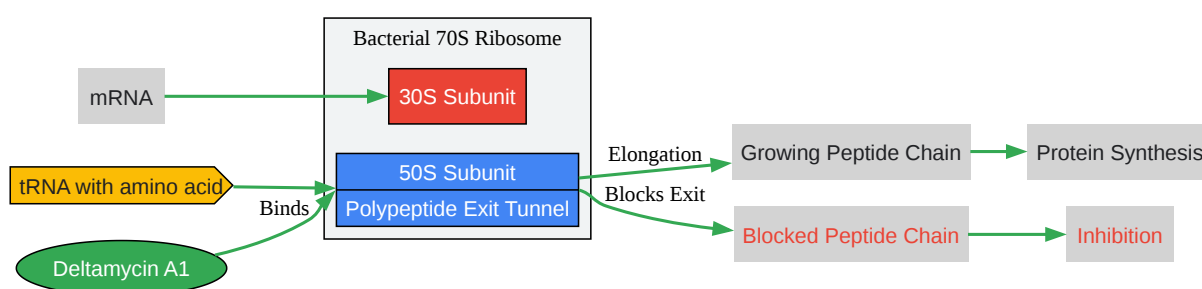 Bacterial 70S Ribosome
mRNA
30S Subunit
tRNA with amino acid
50S Subunit
Polypeptide Exit Tunnel
Binds
Deltamycin A1
Elongation
Growing Peptide Chain
Protein Synthesis
Blocks Exit
Blocked Peptide Chain
Inhibition